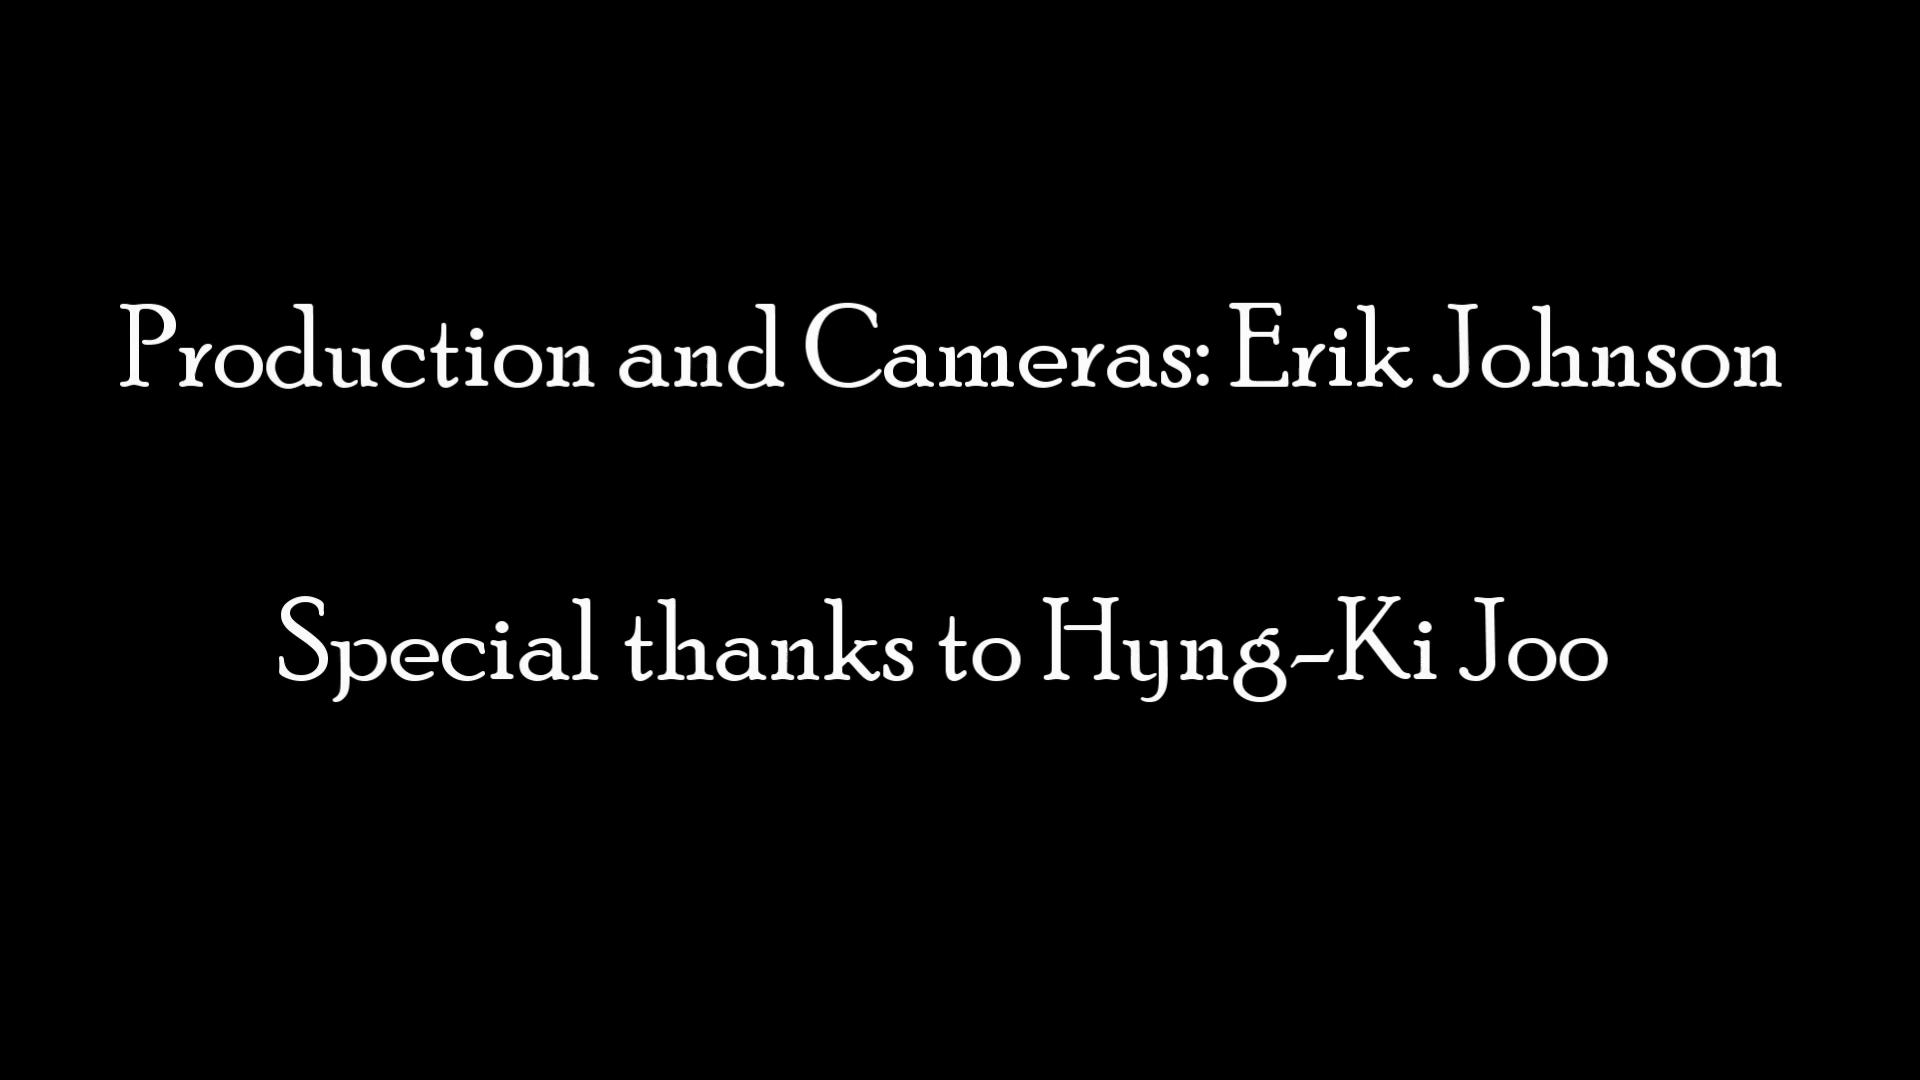 Production and Cameras: Erik Johnson
Special thanks to Hyng-Ki Joo